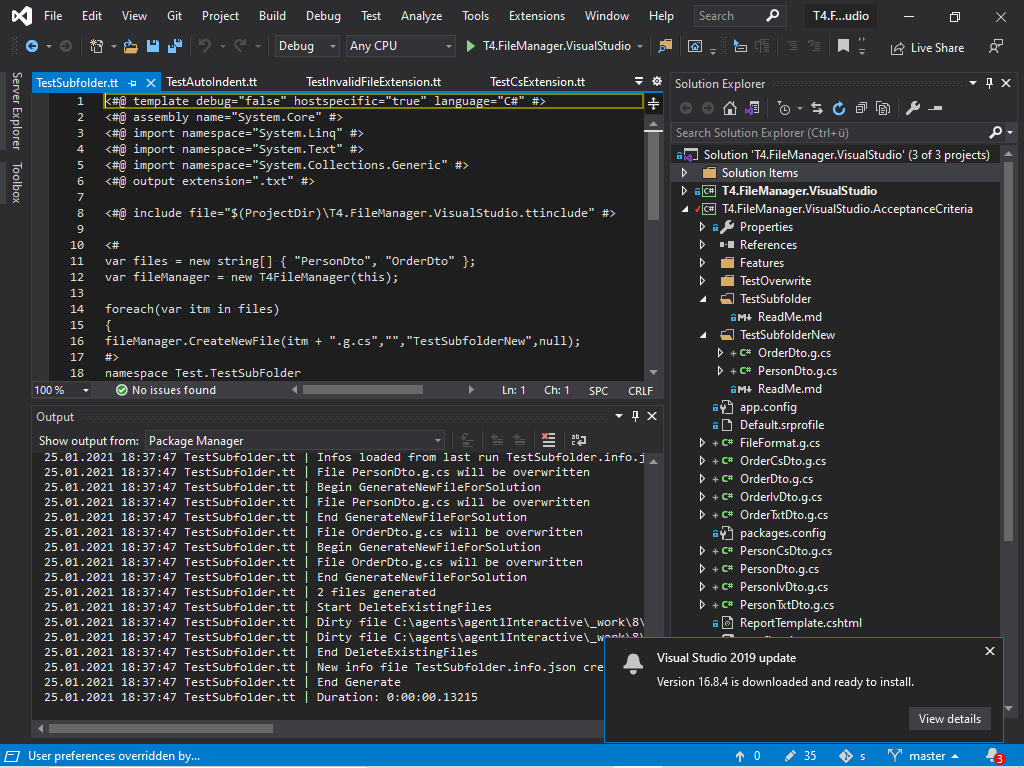 File Edit View Git Project Build Debug Test Analyze Tools Extensions Window Help Search T4.F...udio
Debug Any CPU T4.FileManager.VisualStudio Live Share
Server Explorer
Toolbox
TestSubfolder.tt TestAutoIndent.tt TestInvalidFileExtension.tt TestCsExtension.tt
1 <#@ template debug="false" hostspecific="true" language="C#" #>
2 <#@ assembly name="System.Core" #>
3 <#@ import namespace="System.Linq" #>
4 <#@ import namespace="System.Text" #>
5 <#@ import namespace="System.Collections.Generic" #>
6 <#@ output extension=".txt" #>
7
8 <#@ include file="$(ProjectDir)\T4.FileManager.VisualStudio.ttinclude" #>
9
10 <#
11 var files = new string[] { "PersonDto", "OrderDto" };
12 var fileManager = new T4FileManager(this);
13
14 foreach(var itm in files)
15 {
16 fileManager.CreateNewFile(itm + ".g.cs","","TestSubfolderNew",null);
17 #>
18 namespace Test.TestSubFolder
100 % No issues found Ln: 1 Ch: 1 SPC CRLF
Output
Show output from: Package Manager
25.01.2021 18:37:47 TestSubfolder.tt | Infos loaded from last run TestSubfolder.info.j
25.01.2021 18:37:47 TestSubfolder.tt | File PersonDto.g.cs will be overwritten
25.01.2021 18:37:47 TestSubfolder.tt | Begin GenerateNewFileForSolution
25.01.2021 18:37:47 TestSubfolder.tt | File PersonDto.g.cs will be overwritten
25.01.2021 18:37:47 TestSubfolder.tt | End GenerateNewFileForSolution
25.01.2021 18:37:47 TestSubfolder.tt | File OrderDto.g.cs will be overwritten
25.01.2021 18:37:47 TestSubfolder.tt | Begin GenerateNewFileForSolution
25.01.2021 18:37:47 TestSubfolder.tt | File OrderDto.g.cs will be overwritten
25.01.2021 18:37:47 TestSubfolder.tt | End GenerateNewFileForSolution
25.01.2021 18:37:47 TestSubfolder.tt | 2 files generated
25.01.2021 18:37:47 TestSubfolder.tt | Start DeleteExistingFiles
25.01.2021 18:37:47 TestSubfolder.tt | Dirty file C:\agents\agent1Interactive\_work\8\
25.01.2021 18:37:47 TestSubfolder.tt | Dirty file C:\agents\agent1Interactive\_work\8\
25.01.2021 18:37:47 TestSubfolder.tt | End DeleteExistingFiles
25.01.2021 18:37:47 TestSubfolder.tt | New info file TestSubfolder.info.json cre
25.01.2021 18:37:47 TestSubfolder.tt | End Generate
25.01.2021 18:37:47 TestSubfolder.tt | Duration: 0:00:00.13215
Solution Explorer
Search Solution Explorer (Ctrl+ü)
Solution 'T4.FileManager.VisualStudio' (3 of 3 projects)
Solution Items
C# T4.FileManager.VisualStudio
C# T4.FileManager.VisualStudio.AcceptanceCriteria
Properties
References
Features
TestOverwrite
TestSubfolder
M+ ReadMe.md
TestSubfolderNew
+ C# OrderDto.g.cs
+ C# PersonDto.g.cs
M+ ReadMe.md
app.config
Default.srprofile
+ C# FileFormat.g.cs
+ C# OrderCsDto.g.cs
+ C# OrderDto.g.cs
+ C# OrderIvDto.g.cs
+ C# OrderTxtDto.g.cs
packages.config
+ C# PersonCsDto.g.cs
+ C# PersonDto.g.cs
+ C# PersonIvDto.g.cs
+ C# PersonTxtDto.g.cs
ReportTemplate.cshtml
Visual Studio 2019 update
Version 16.8.4 is downloaded and ready to install.
View details
User preferences overridden by... 0 35 s master 3